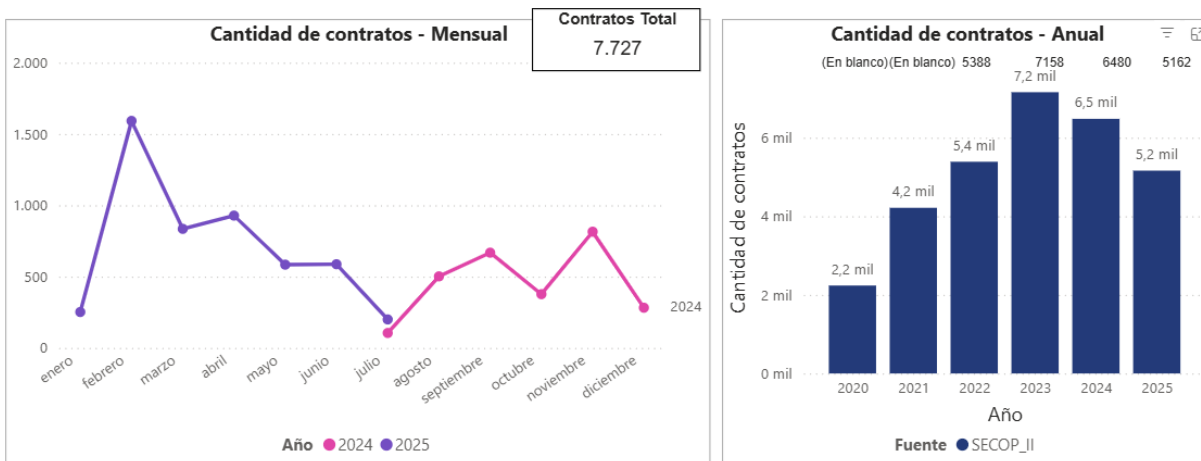 Cantidad de contratos - Mensual
Contratos Total
7.727
2.000
1.500
1.000
500
0
enero
febrero
marzo
abril
mayo
junio
julio
agosto
septiembre
octubre
noviembre
diciembre
2024
Año 2024 2025
Cantidad de contratos - Anual
(En blanco) (En blanco) 5388 7158 6480 5162
Cantidad de contratos
6 mil
4 mil
2 mil
0 mil
2,2 mil
4,2 mil
5,4 mil
7,2 mil
6,5 mil
5,2 mil
2020 2021 2022 2023 2024 2025
Año
Fuente SECOP_II